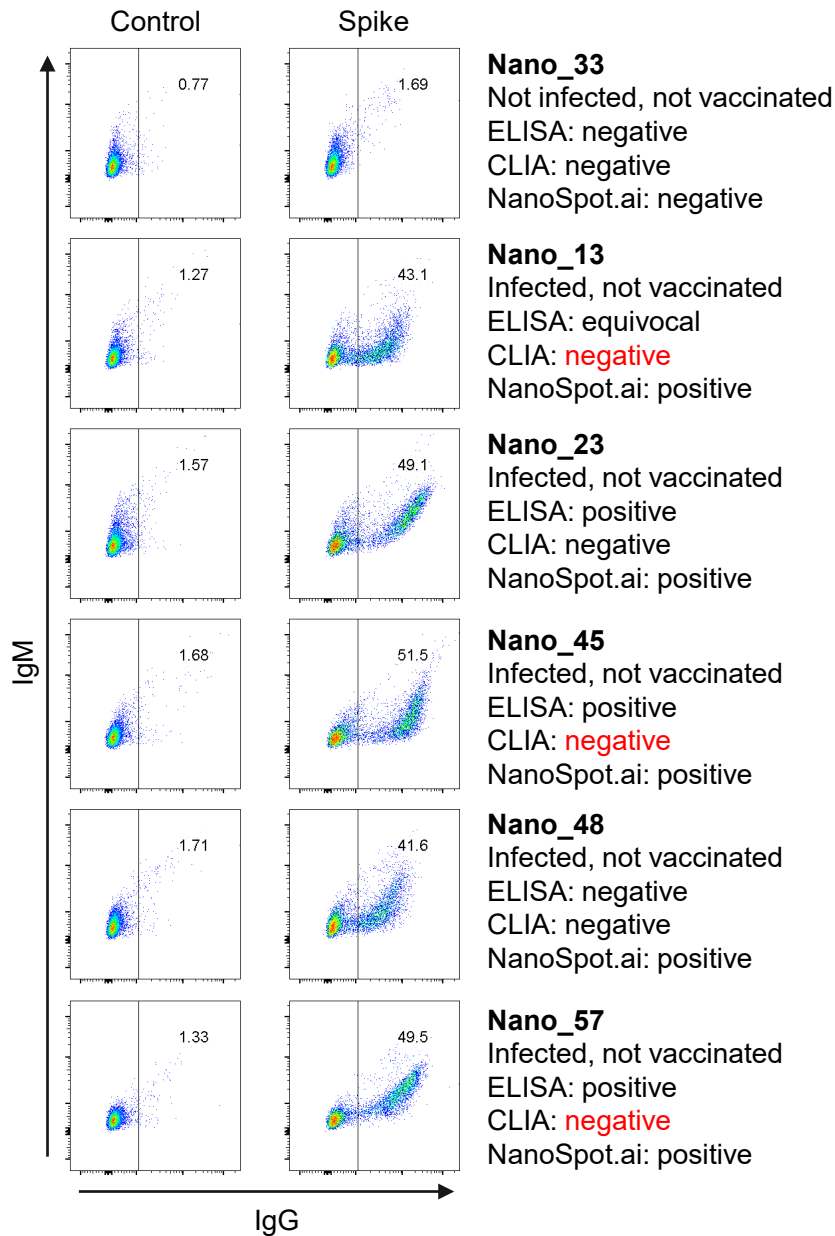 Control Spike
0.77 1.69
Nano_33
Not infected, not vaccinated
ELISA: negative
CLIA: negative
NanoSpot.ai: negative
1.27 43.1
Nano_13
Infected, not vaccinated
ELISA: equivocal
CLIA: negative
NanoSpot.ai: positive
1.57 49.1
Nano_23
Infected, not vaccinated
ELISA: positive
CLIA: negative
NanoSpot.ai: positive
1.68 51.5
Nano_45
Infected, not vaccinated
ELISA: positive
CLIA: negative
NanoSpot.ai: positive
1.71 41.6
Nano_48
Infected, not vaccinated
ELISA: negative
CLIA: negative
NanoSpot.ai: positive
1.33 49.5
Nano_57
Infected, not vaccinated
ELISA: positive
CLIA: negative
NanoSpot.ai: positive
IgM
IgG